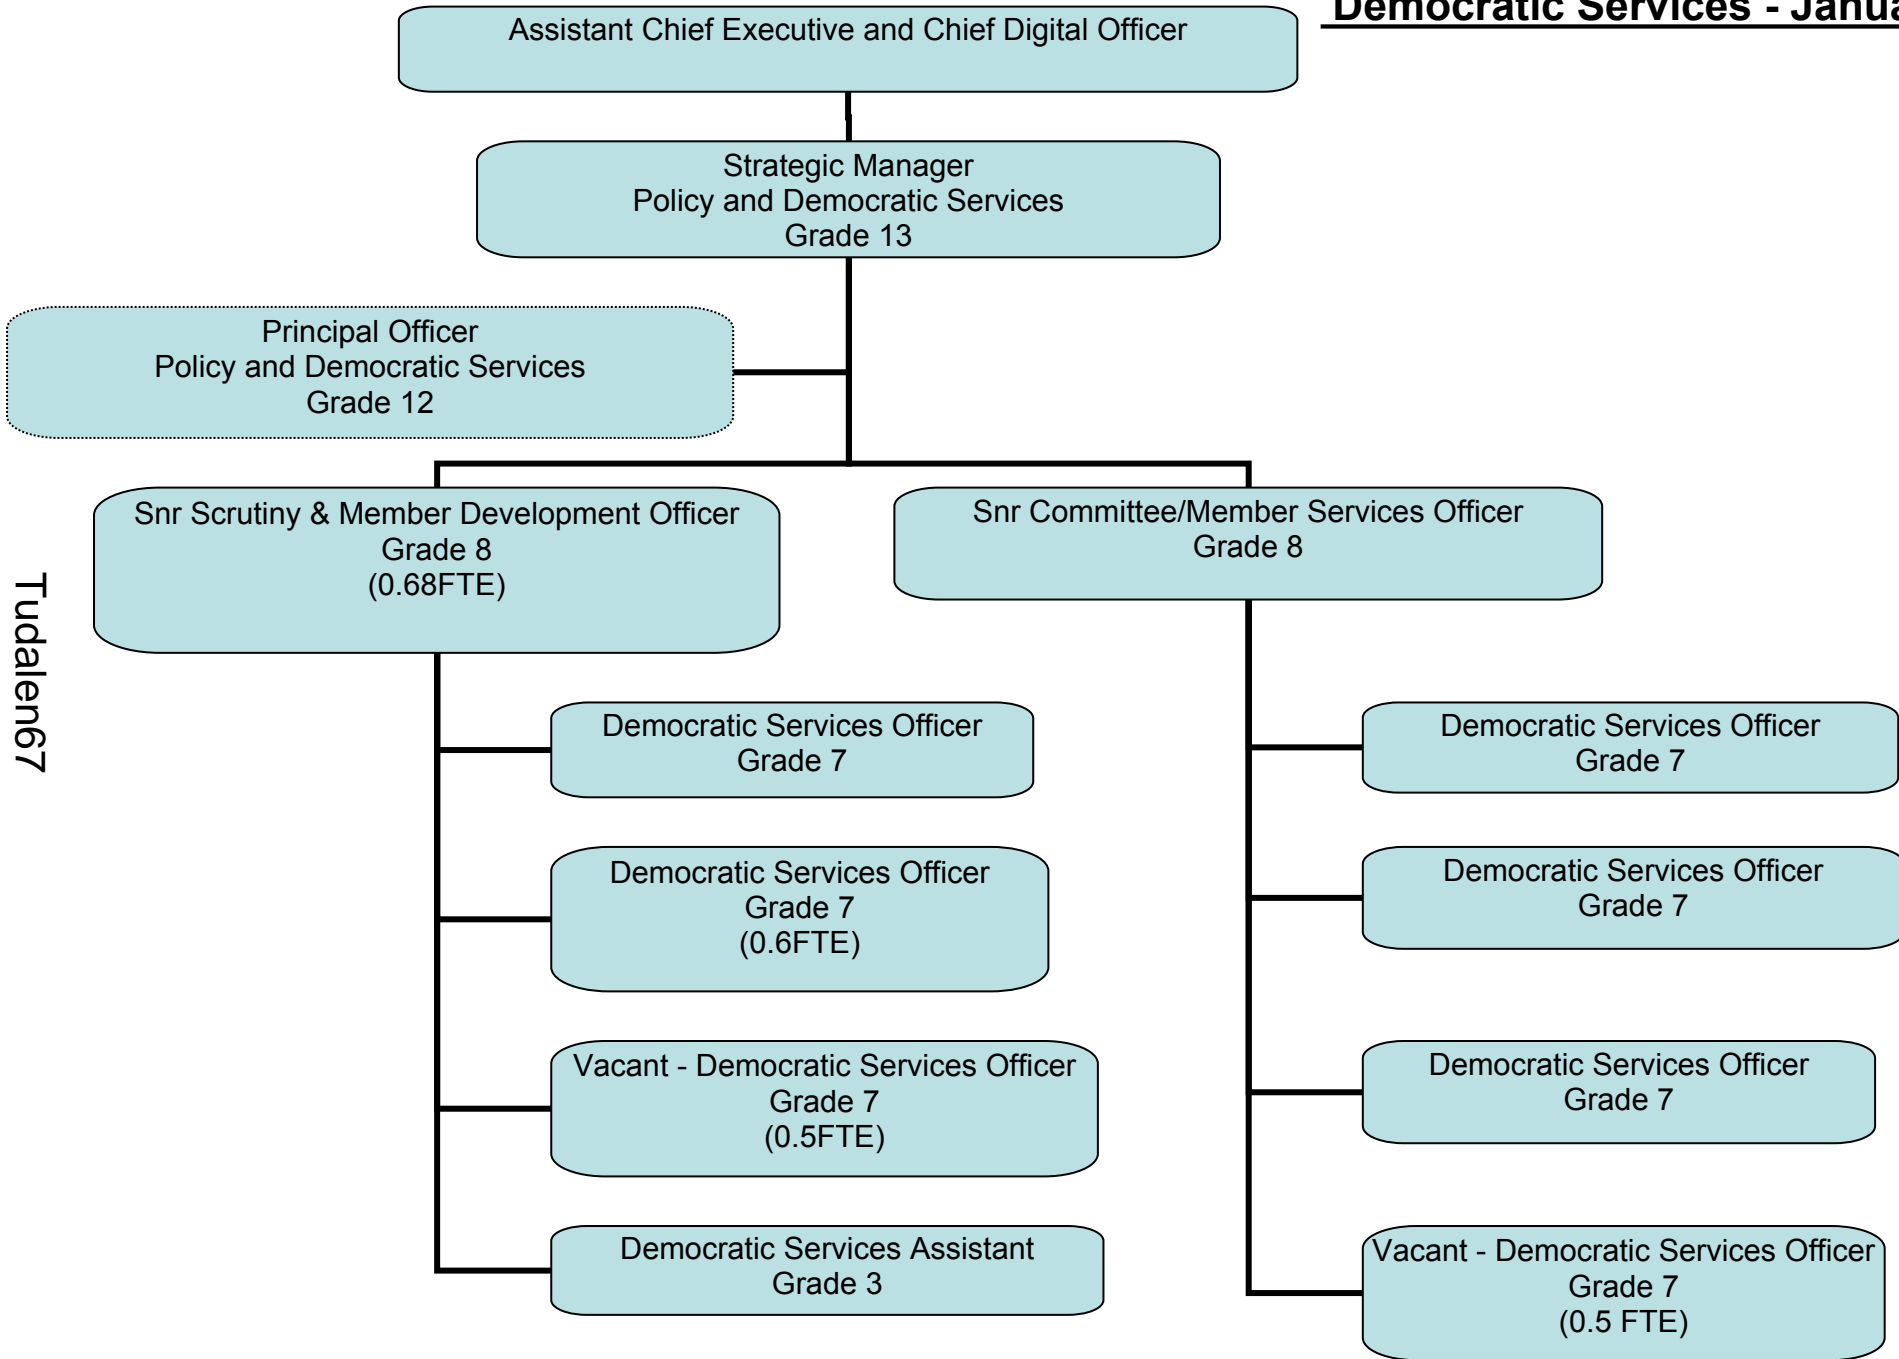 Democratic Services - Janua
Assistant Chief Executive and Chief Digital Officer
Strategic Manager
Policy and Democratic Services
Grade 13
Principal Officer
Policy and Democratic Services
Grade 12
Snr Scrutiny & Member Development Officer
Grade 8
(0.68FTE)
Snr Committee/Member Services Officer
Grade 8
Democratic Services Officer
Grade 7
Democratic Services Officer
Grade 7
(0.6FTE)
Vacant - Democratic Services Officer
Grade 7
(0.5FTE)
Democratic Services Assistant
Grade 3
Democratic Services Officer
Grade 7
Democratic Services Officer
Grade 7
Democratic Services Officer
Grade 7
Vacant - Democratic Services Officer
Grade 7
(0.5 FTE)
Tudalen67